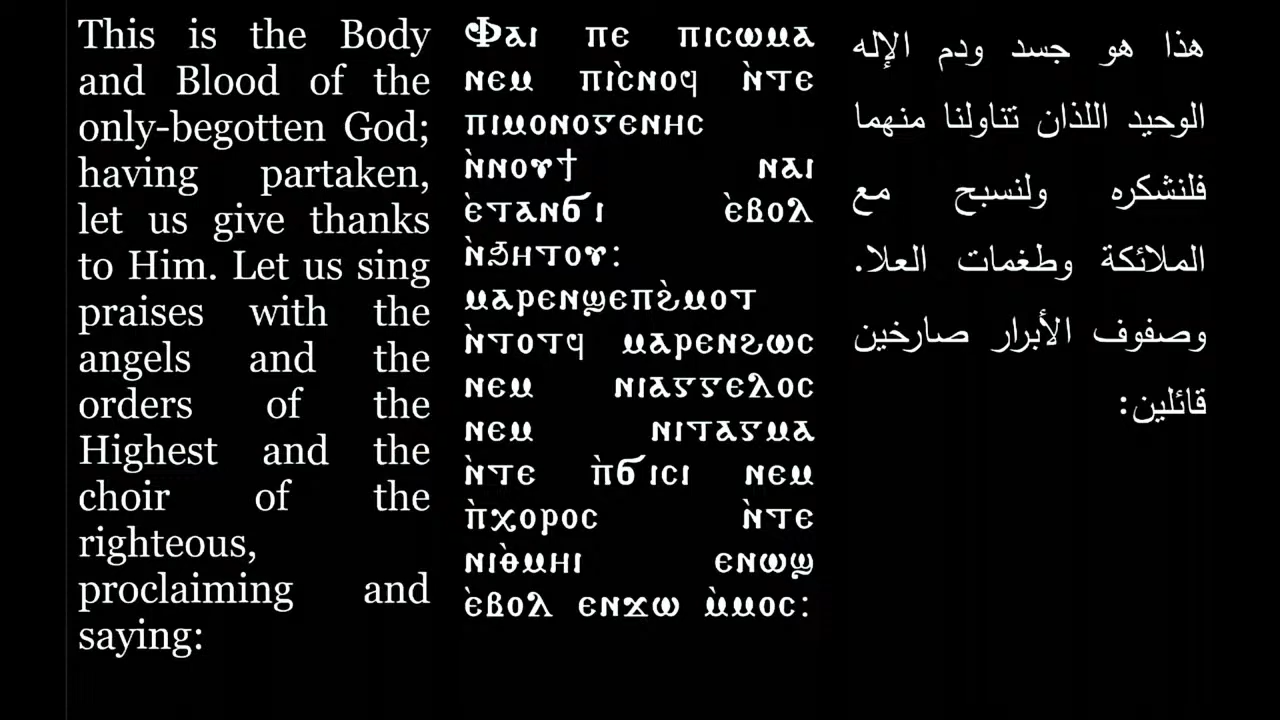 This is the Body
and Blood of the
only-begotten God;
having partaken,
let us give thanks
to Him. Let us sing
praises with the
angels and the
orders of the
Highest and the
choir of the
righteous,
proclaiming and
saying:
Ⲫⲁⲓ ⲡⲉ ⲡⲓⲥⲱⲙⲁ
ⲛⲉⲙ ⲡⲓⲥ̀ⲛⲟϥ ⲛ̀ⲧⲉ
ⲡⲓⲙⲟⲛⲟⲅⲉⲛⲏⲥ
ⲛ̀ⲛⲟⲩϯ ⲛⲁⲓ
ⲉ̀ⲧⲁⲛϭⲓ ⲉ̀ⲃⲟⲗ
ⲛ̀ϧⲏⲧⲟⲩ:
ⲙⲁⲣⲉⲛϣⲉⲡϩ̀ⲙⲟⲧ
ⲛ̀ⲧⲟⲧϥ ⲙⲁⲣⲉⲛϩⲱⲥ
ⲛⲉⲙ ⲛⲓⲁⲅⲅⲉⲗⲟⲥ
ⲛⲉⲙ ⲛⲓⲧⲁⲅⲙⲁ
ⲛ̀ⲧⲉ ⲡ̀ϭⲓⲥⲓ ⲛⲉⲙ
ⲡ̀ⲭⲟⲣⲟⲥ ⲛ̀ⲧⲉ
ⲛⲓⲑ̀ⲙⲏⲓ ⲉⲛⲱϣ
ⲉ̀ⲃⲟⲗ ⲉⲛϫⲱ ⲙ̀ⲙⲟⲥ:
هذا هو جسد ودم الإله
الوحيد اللذان تناولنا منهما
فلنشكره ولنسبح مع
الملائكة وطغمات العلا.
وصفوف الأبرار صارخين
قائلين: